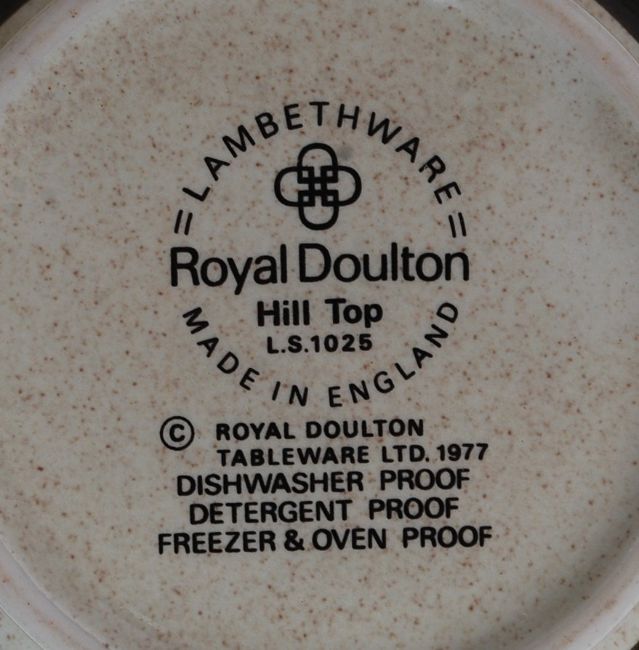 = LAMBETHWARE =
Royal Doulton
Hill Top
L.S.1025
MADE IN ENGLAND
© ROYAL DOULTON
TABLEWARE LTD. 1977
DISHWASHER PROOF
DETERGENT PROOF
FREEZER & OVEN PROOF